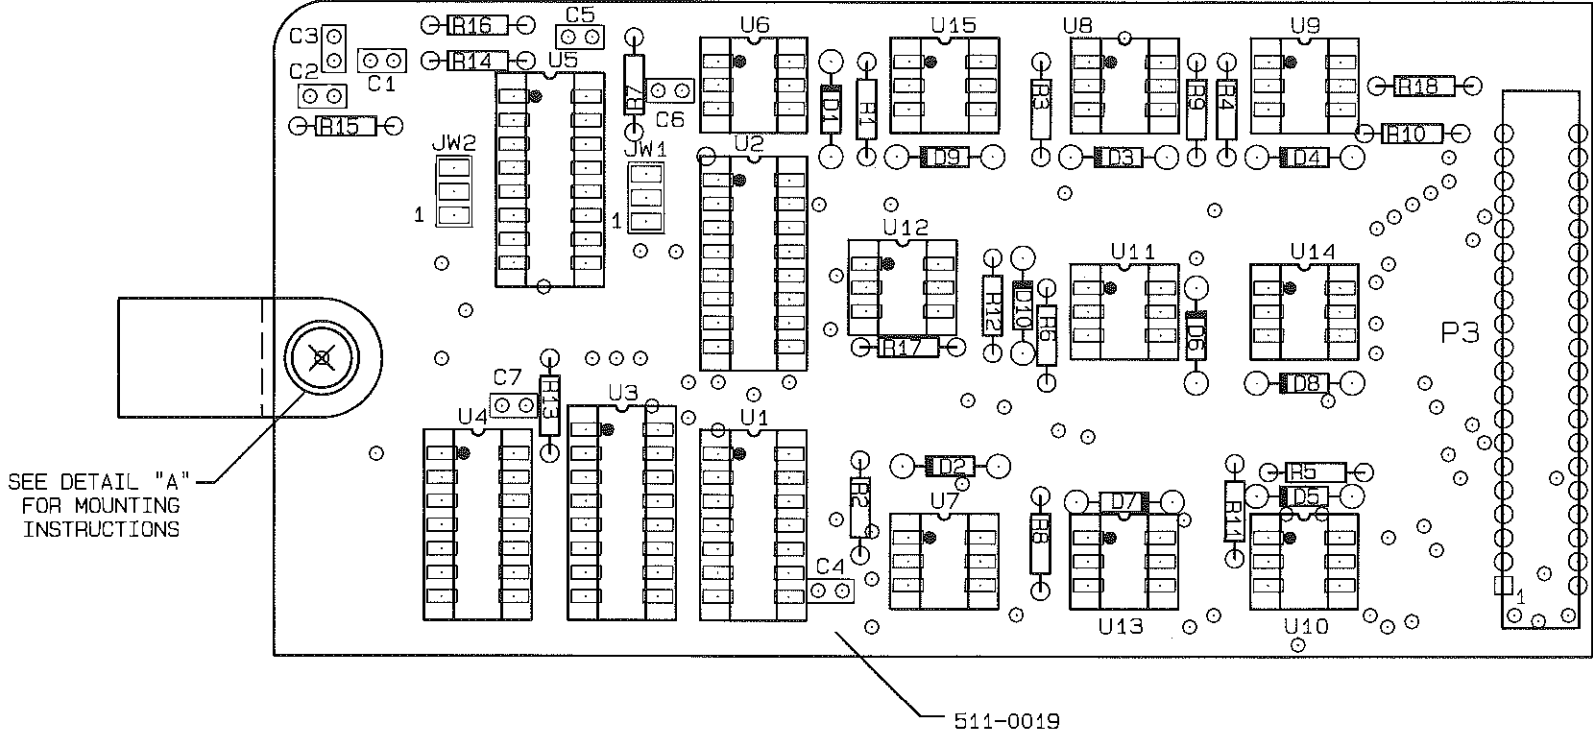 C3
R16
C5
U6
U15
U8
U9
R14
U5
C1
C2
R7
C6
D1
R1
R3
R9
R4
R18
R15
R10
JW2
JW1
U2
D9
D3
D4
1
1
U12
U11
U14
R12
D10
R6
D6
P3
R17
D8
C7
R13
U3
U4
U1
SEE DETAIL "A"
FOR MOUNTING
INSTRUCTIONS
D2
R5
R2
U7
D7
D5
R8
R11
C4
1
U13
U10
511-0019